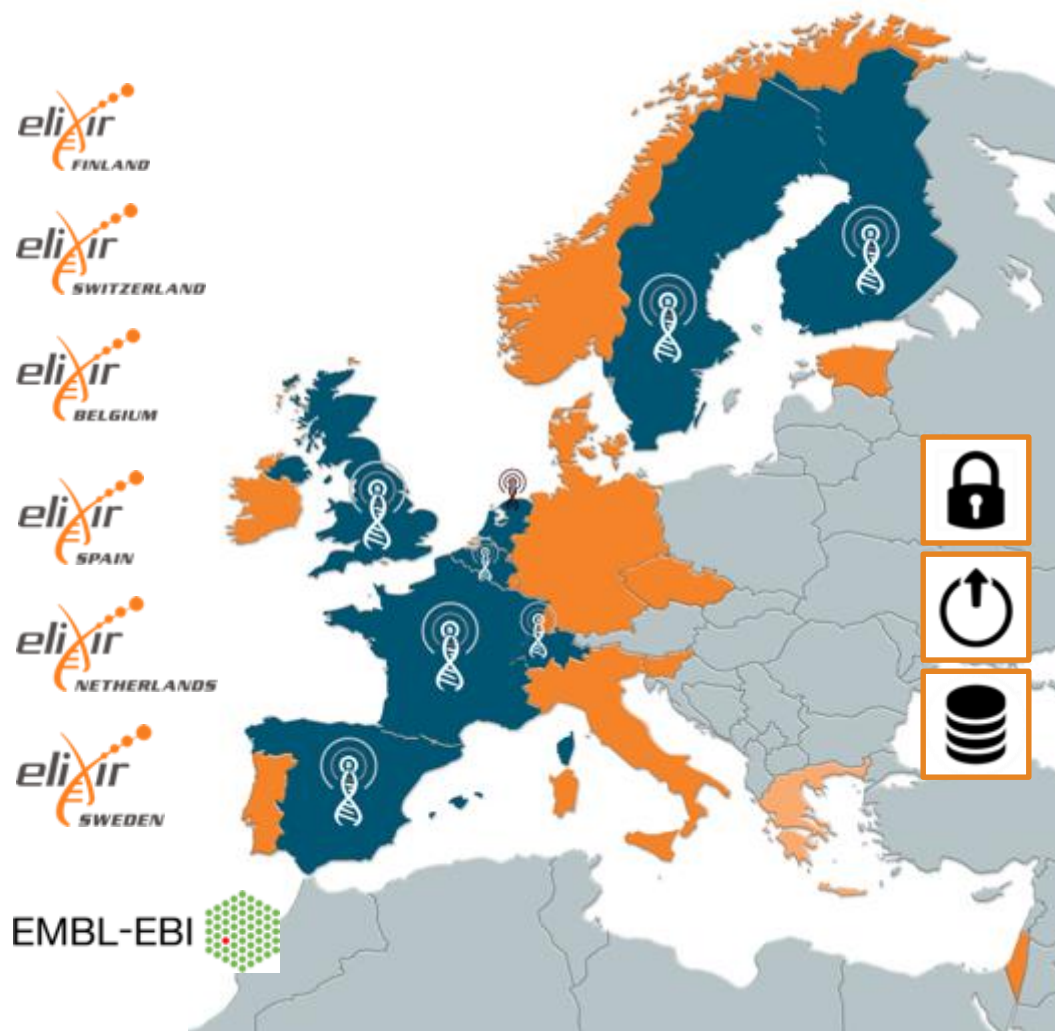 elixir
FINLAND
elixir
SWITZERLAND
elixir
BELGIUM
elixir
SPAIN
elixir
NETHERLANDS
elixir
SWEDEN
EMBL-EBI